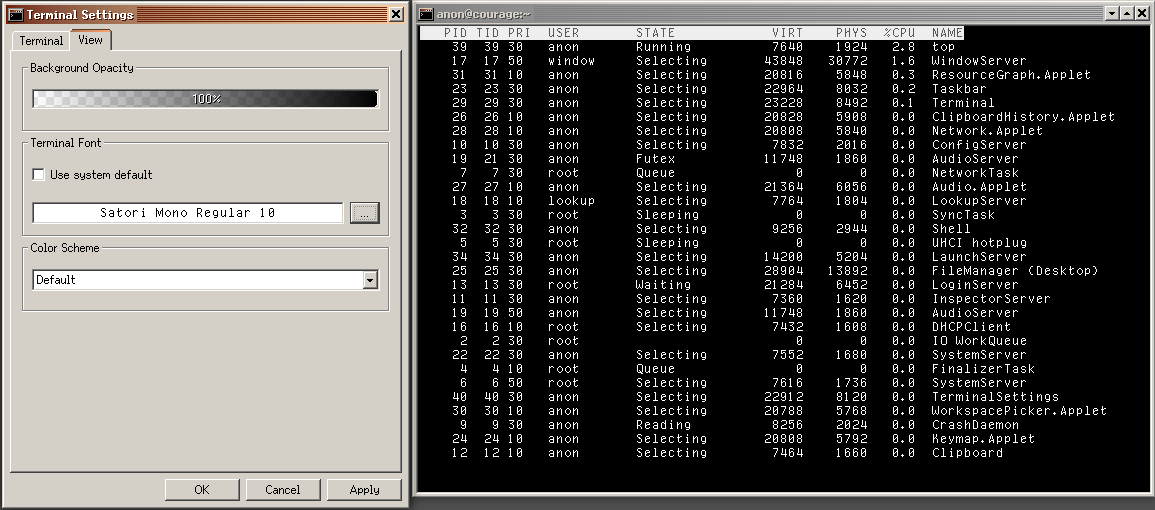 Terminal Settings
Terminal View
Background Opacity
100%
Terminal Font
Use system default
Satori Mono Regular 10
...
Color Scheme
Default
OK Cancel Apply
anon@courage:~
PID TID PRI USER STATE VIRT PHYS %CPU NAME
39 39 30 anon Running 7640 1924 2.8 top
17 17 50 window Selecting 43848 30772 1.6 WindowServer
31 31 10 anon Selecting 20816 5848 0.3 ResourceGraph.Applet
23 23 30 anon Selecting 22964 8032 0.2 Taskbar
29 29 30 anon Selecting 23228 8492 0.1 Terminal
26 26 10 anon Selecting 20828 5908 0.0 ClipboardHistory.Applet
28 28 10 anon Selecting 20808 5840 0.0 Network.Applet
10 10 30 anon Selecting 7832 2016 0.0 ConfigServer
19 21 30 anon Futex 11748 1860 0.0 AudioServer
7 7 30 root Queue 0 0 0.0 NetworkTask
27 27 10 anon Selecting 21364 6056 0.0 Audio.Applet
18 18 10 lookup Selecting 7764 1804 0.0 LookupServer
3 3 30 root Sleeping 0 0 0.0 SyncTask
32 32 30 anon Selecting 9256 2944 0.0 Shell
5 5 30 root Sleeping 0 0 0.0 UHCI hotplug
34 34 30 anon Selecting 14200 5204 0.0 LaunchServer
25 25 30 anon Selecting 28904 13892 0.0 FileManager (Desktop)
13 13 30 root Waiting 21284 6452 0.0 LoginServer
11 11 30 anon Selecting 7360 1620 0.0 InspectorServer
19 19 50 anon Selecting 11748 1860 0.0 AudioServer
16 16 10 root Selecting 7432 1608 0.0 DHCPClient
2 2 30 root 0 0 0.0 IO WorkQueue
22 22 30 anon Selecting 7552 1680 0.0 SystemServer
4 4 10 root Queue 0 0 0.0 FinalizerTask
6 6 50 root Selecting 7616 1736 0.0 SystemServer
40 40 30 anon Selecting 22912 8120 0.0 TerminalSettings
30 30 10 anon Selecting 20788 5768 0.0 WorkspacePicker.Applet
9 9 30 anon Reading 8256 2024 0.0 CrashDaemon
24 24 10 anon Selecting 20808 5792 0.0 Keymap.Applet
12 12 10 anon Selecting 7464 1660 0.0 Clipboard